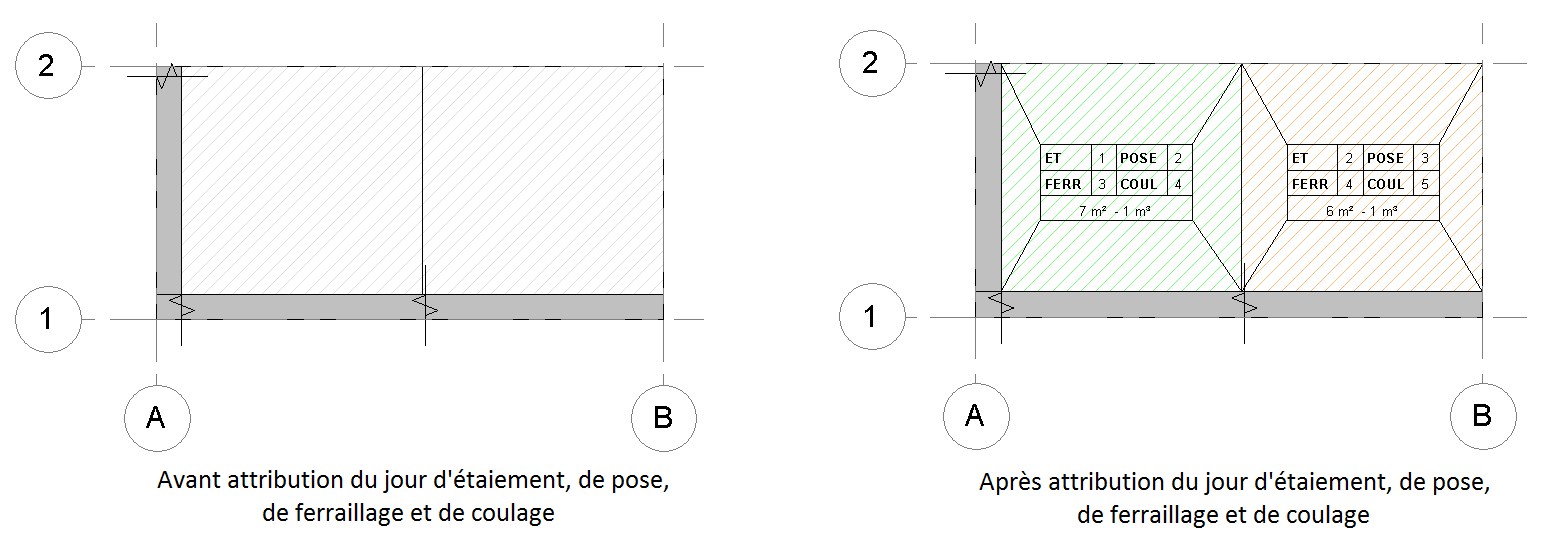 2
1
A
B
Avant attribution du jour d'étaiement, de pose,
de ferraillage et de coulage
2
ET 1 POSE 2
FERR 3 COUL 4
7 m² - 1 m³
ET 2 POSE 3
FERR 4 COUL 5
6 m² - 1 m³
1
A
B
Après attribution du jour d'étaiement, de pose,
de ferraillage et de coulage